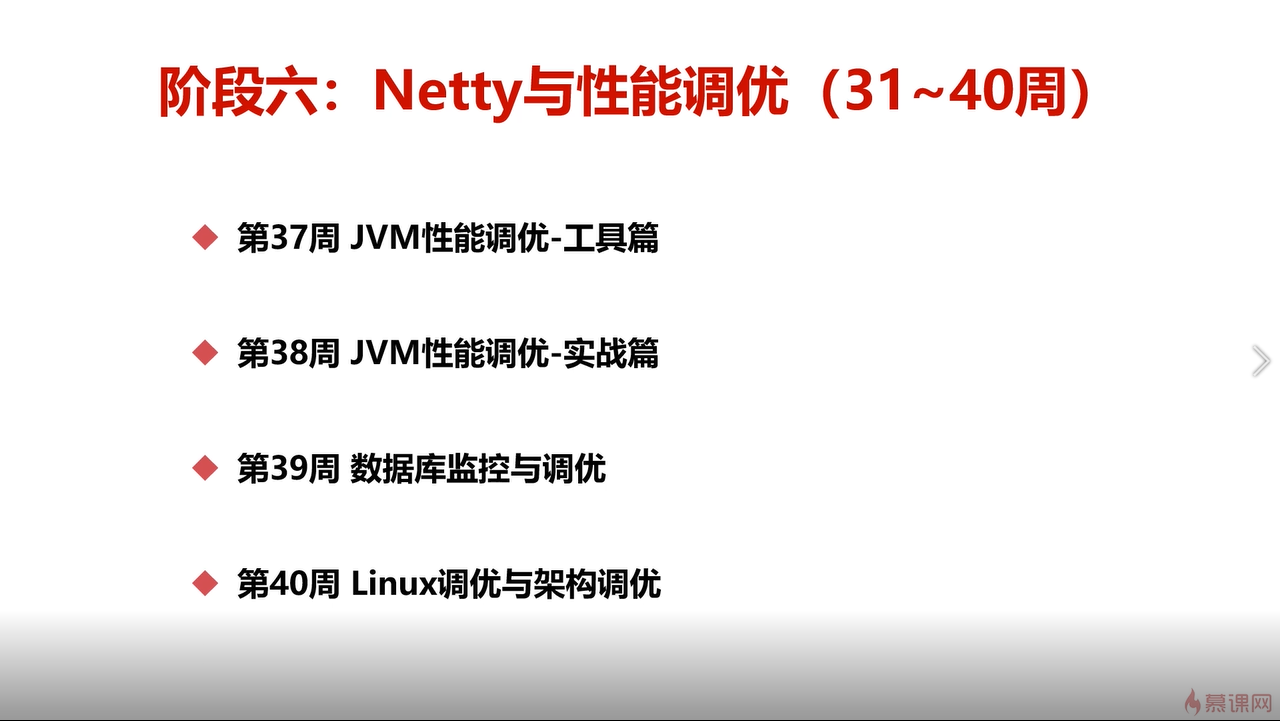 阶段六：Netty与性能调优（31~40周）
第37周 JVM性能调优-工具篇
第38周 JVM性能调优-实战篇
第39周 数据库监控与调优
第40周 Linux调优与架构调优
慕课网